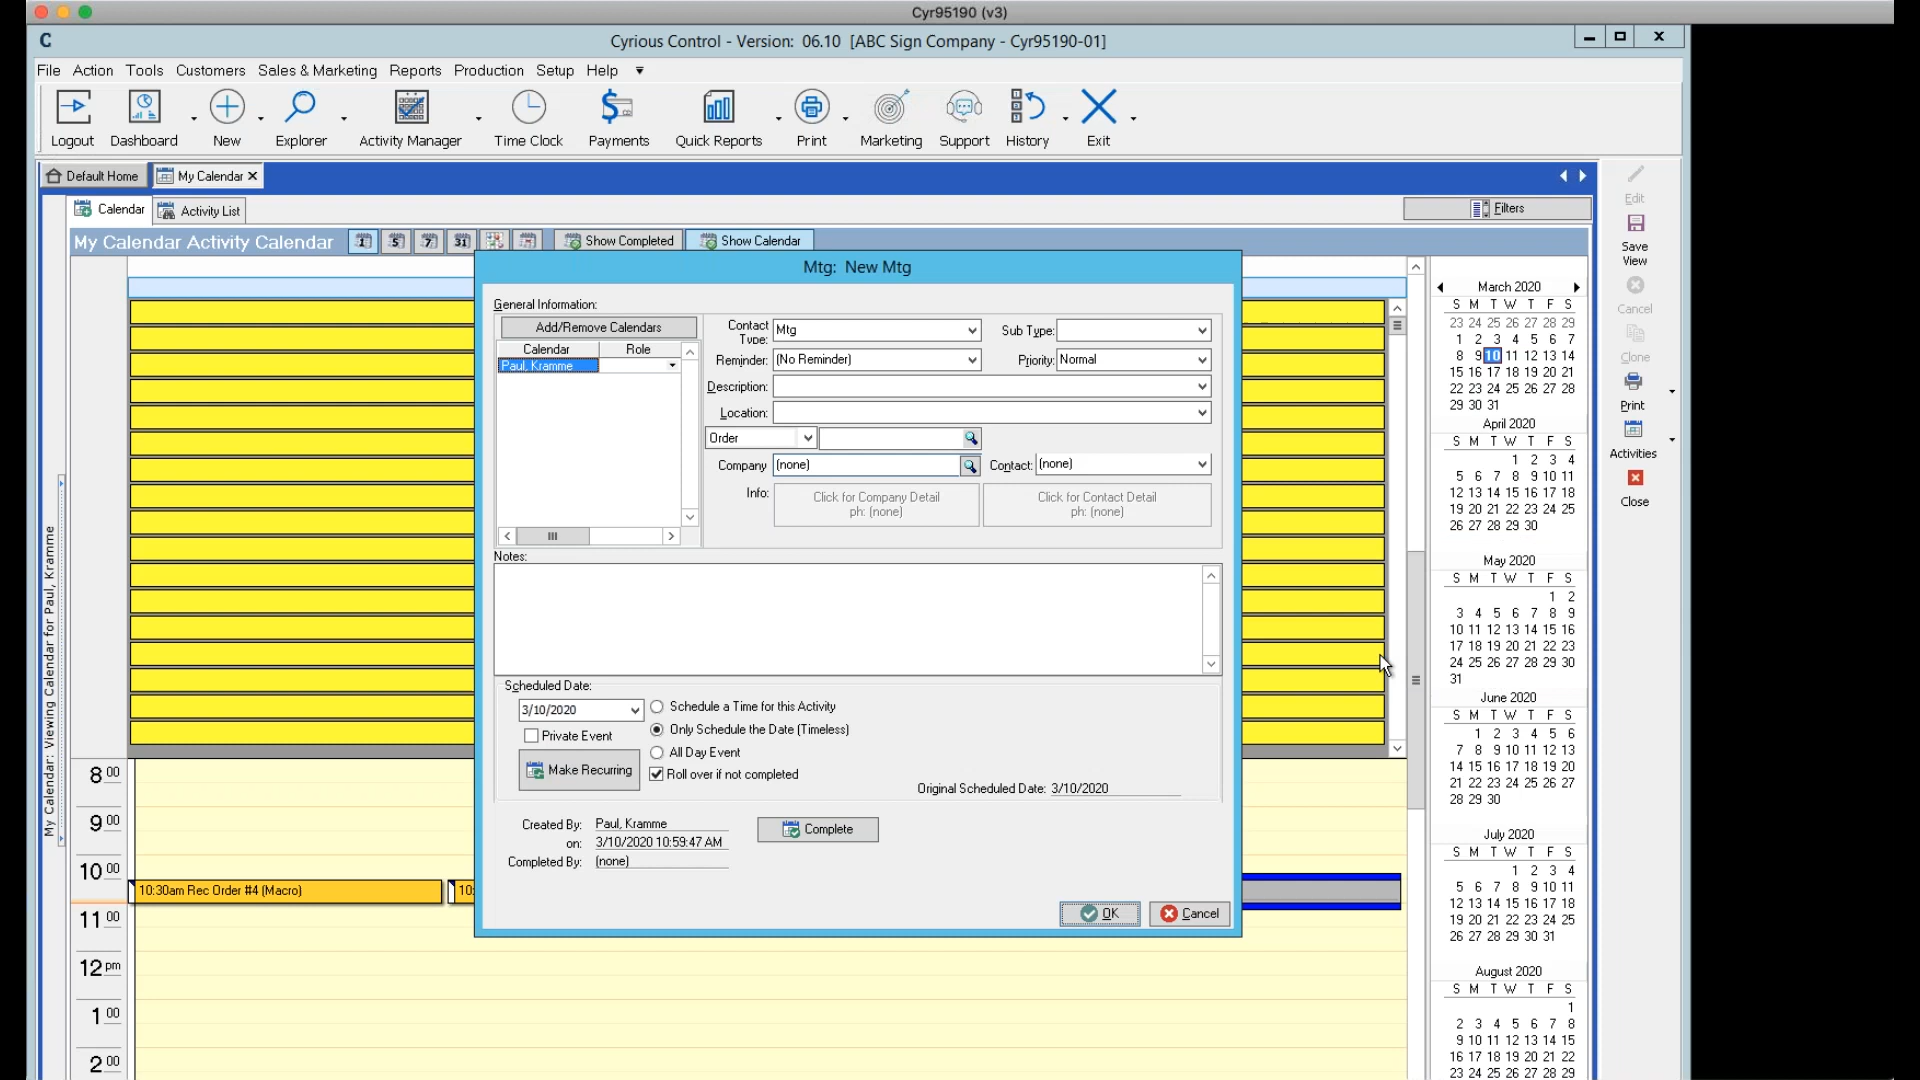 Cyr95190 (v3)
C
Cyrious Control - Version: 06.10 [ABC Sign Company - Cyr95190-01]
File Action Tools Customers Sales & Marketing Reports Production Setup Help
Logout Dashboard New Explorer Activity Manager Time Clock Payments Quick Reports Print Marketing Support History Exit
Default Home My Calendar
Calendar Activity List Filters
My Calendar Activity Calendar 1 5 7 31 Show Completed Show Calendar
My Calendar: Viewing Calendar for Paul, Kramme
Mtg: New Mtg
General Information:
Add/Remove Calendars
Calendar Role
Paul, Kramme
Contact Type: Mtg Sub Type:
Reminder: (No Reminder) Priority: Normal
Description:
Location:
Order
Company (none) Contact: (none)
Info: Click for Company Detail Click for Contact Detail
ph: (none) ph: (none)
Notes:
Scheduled Date:
3/10/2020 Schedule a Time for this Activity
Private Event Only Schedule the Date (Timeless)
All Day Event
Make Recurring Roll over if not completed
Original Scheduled Date: 3/10/2020
Created By: Paul, Kramme Complete
on: 3/10/2020 10:59:47 AM
Completed By: (none)
OK Cancel
8 00
9 00
10 00
10:30am Rec Order #4 (Macro) 10:
11 00
12 pm
1 00
2 00
March 2020
S M T W T F S
23 24 25 26 27 28 29
1 2 3 4 5 6 7
8 9 10 11 12 13 14
15 16 17 18 19 20 21
22 23 24 25 26 27 28
29 30 31
April 2020
S M T W T F S
1 2 3 4
5 6 7 8 9 10 11
12 13 14 15 16 17 18
19 20 21 22 23 24 25
26 27 28 29 30
May 2020
S M T W T F S
1 2
3 4 5 6 7 8 9
10 11 12 13 14 15 16
17 18 19 20 21 22 23
24 25 26 27 28 29 30
31
June 2020
S M T W T F S
1 2 3 4 5 6
7 8 9 10 11 12 13
14 15 16 17 18 19 20
21 22 23 24 25 26 27
28 29 30
July 2020
S M T W T F S
1 2 3 4
5 6 7 8 9 10 11
12 13 14 15 16 17 18
19 20 21 22 23 24 25
26 27 28 29 30 31
August 2020
S M T W T F S
1
2 3 4 5 6 7 8
9 10 11 12 13 14 15
16 17 18 19 20 21 22
23 24 25 26 27 28 29
Edit
Save
View
Cancel
Clone
Print
Activities
Close